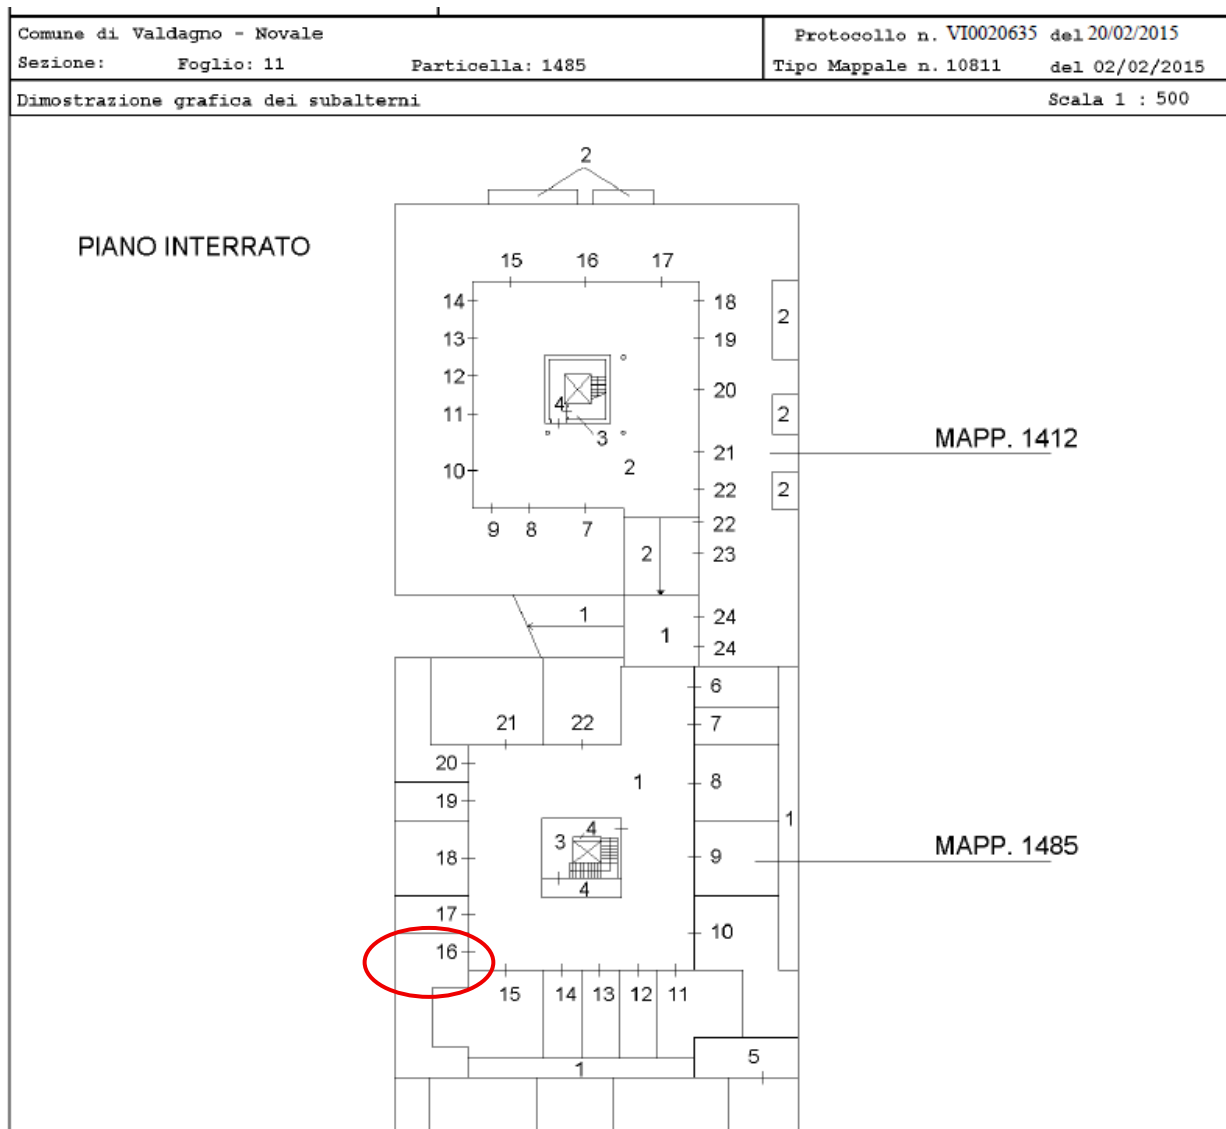 Comune di Valdagno - Novale Protocollo n. VI0020635 del 20/02/2015
Sezione: Foglio: 11 Particella: 1485 Tipo Mappale n. 10811 del 02/02/2015
Dimostrazione grafica dei subalterni Scala 1 : 500
2
PIANO INTERRATO
15 16 17
14 18
2
13 19
12 20
4
11 2
3 MAPP. 1412
21
10 2
22 2
9 8 7 22
2 23
1 24
1
24
6
21 22 7
20
1 8
19
1
4
3 MAPP. 1485
18 9
4
17
10
16
15 14 13 12 11
5
1